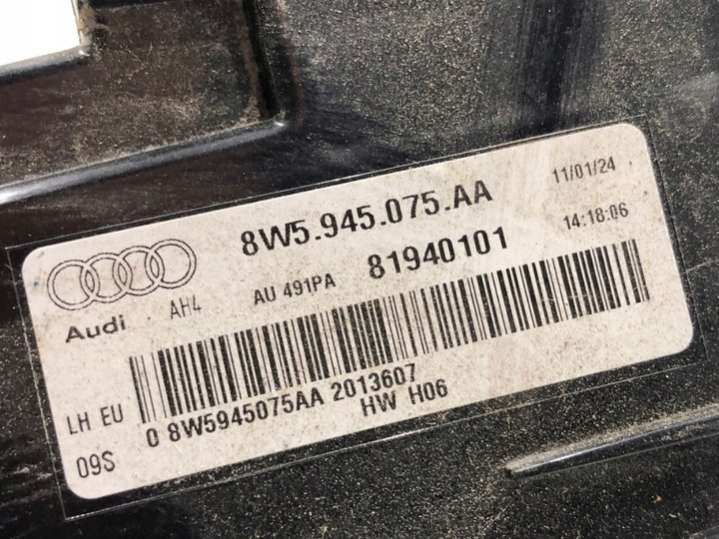 8W5.945.075.AA 11/01/24
AU 491PA 81940101 14:18:06
Audi AH4
LH EU 0 8W5945075AA 2013607
09S HW H06